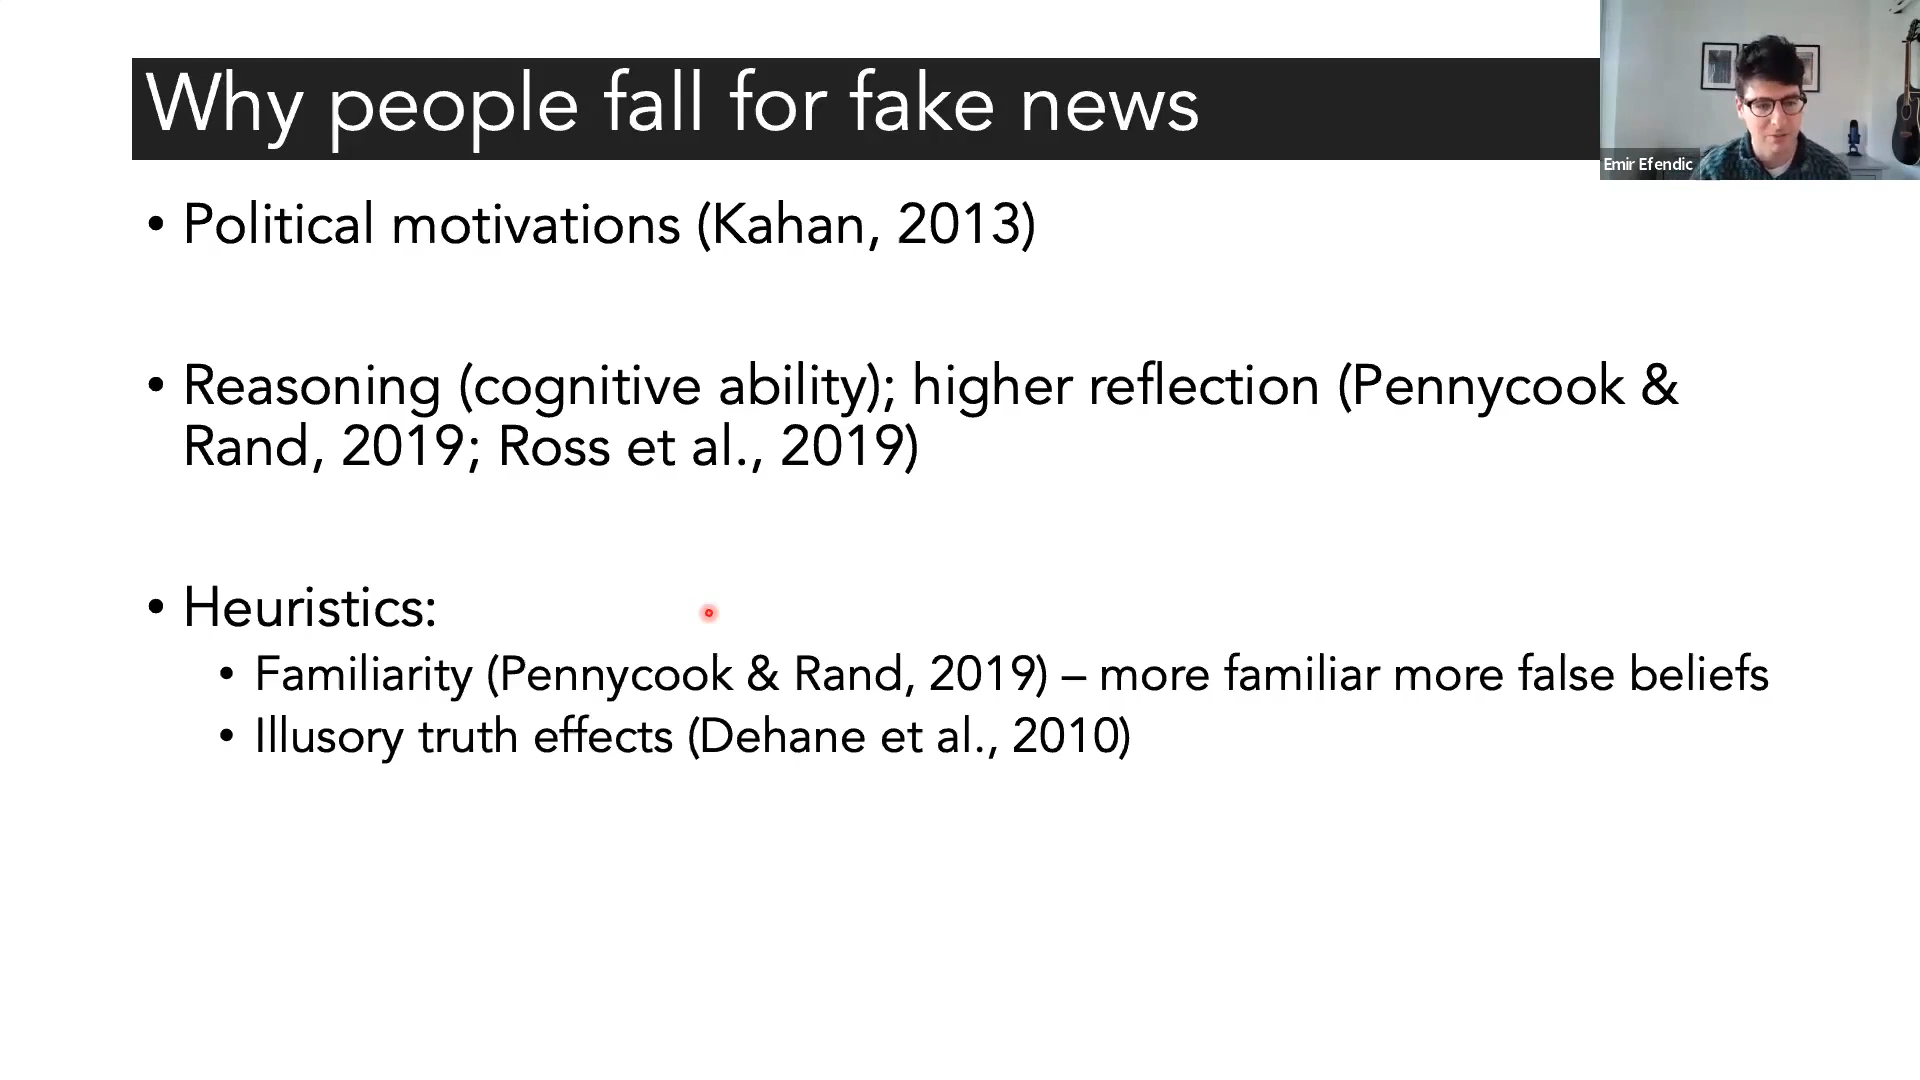 Why people fall for fake news
Emir Efendic
• Political motivations (Kahan, 2013)
• Reasoning (cognitive ability); higher reflection (Pennycook &
Rand, 2019; Ross et al., 2019)
• Heuristics:
• Familiarity (Pennycook & Rand, 2019) – more familiar more false beliefs
• Illusory truth effects (Dehane et al., 2010)